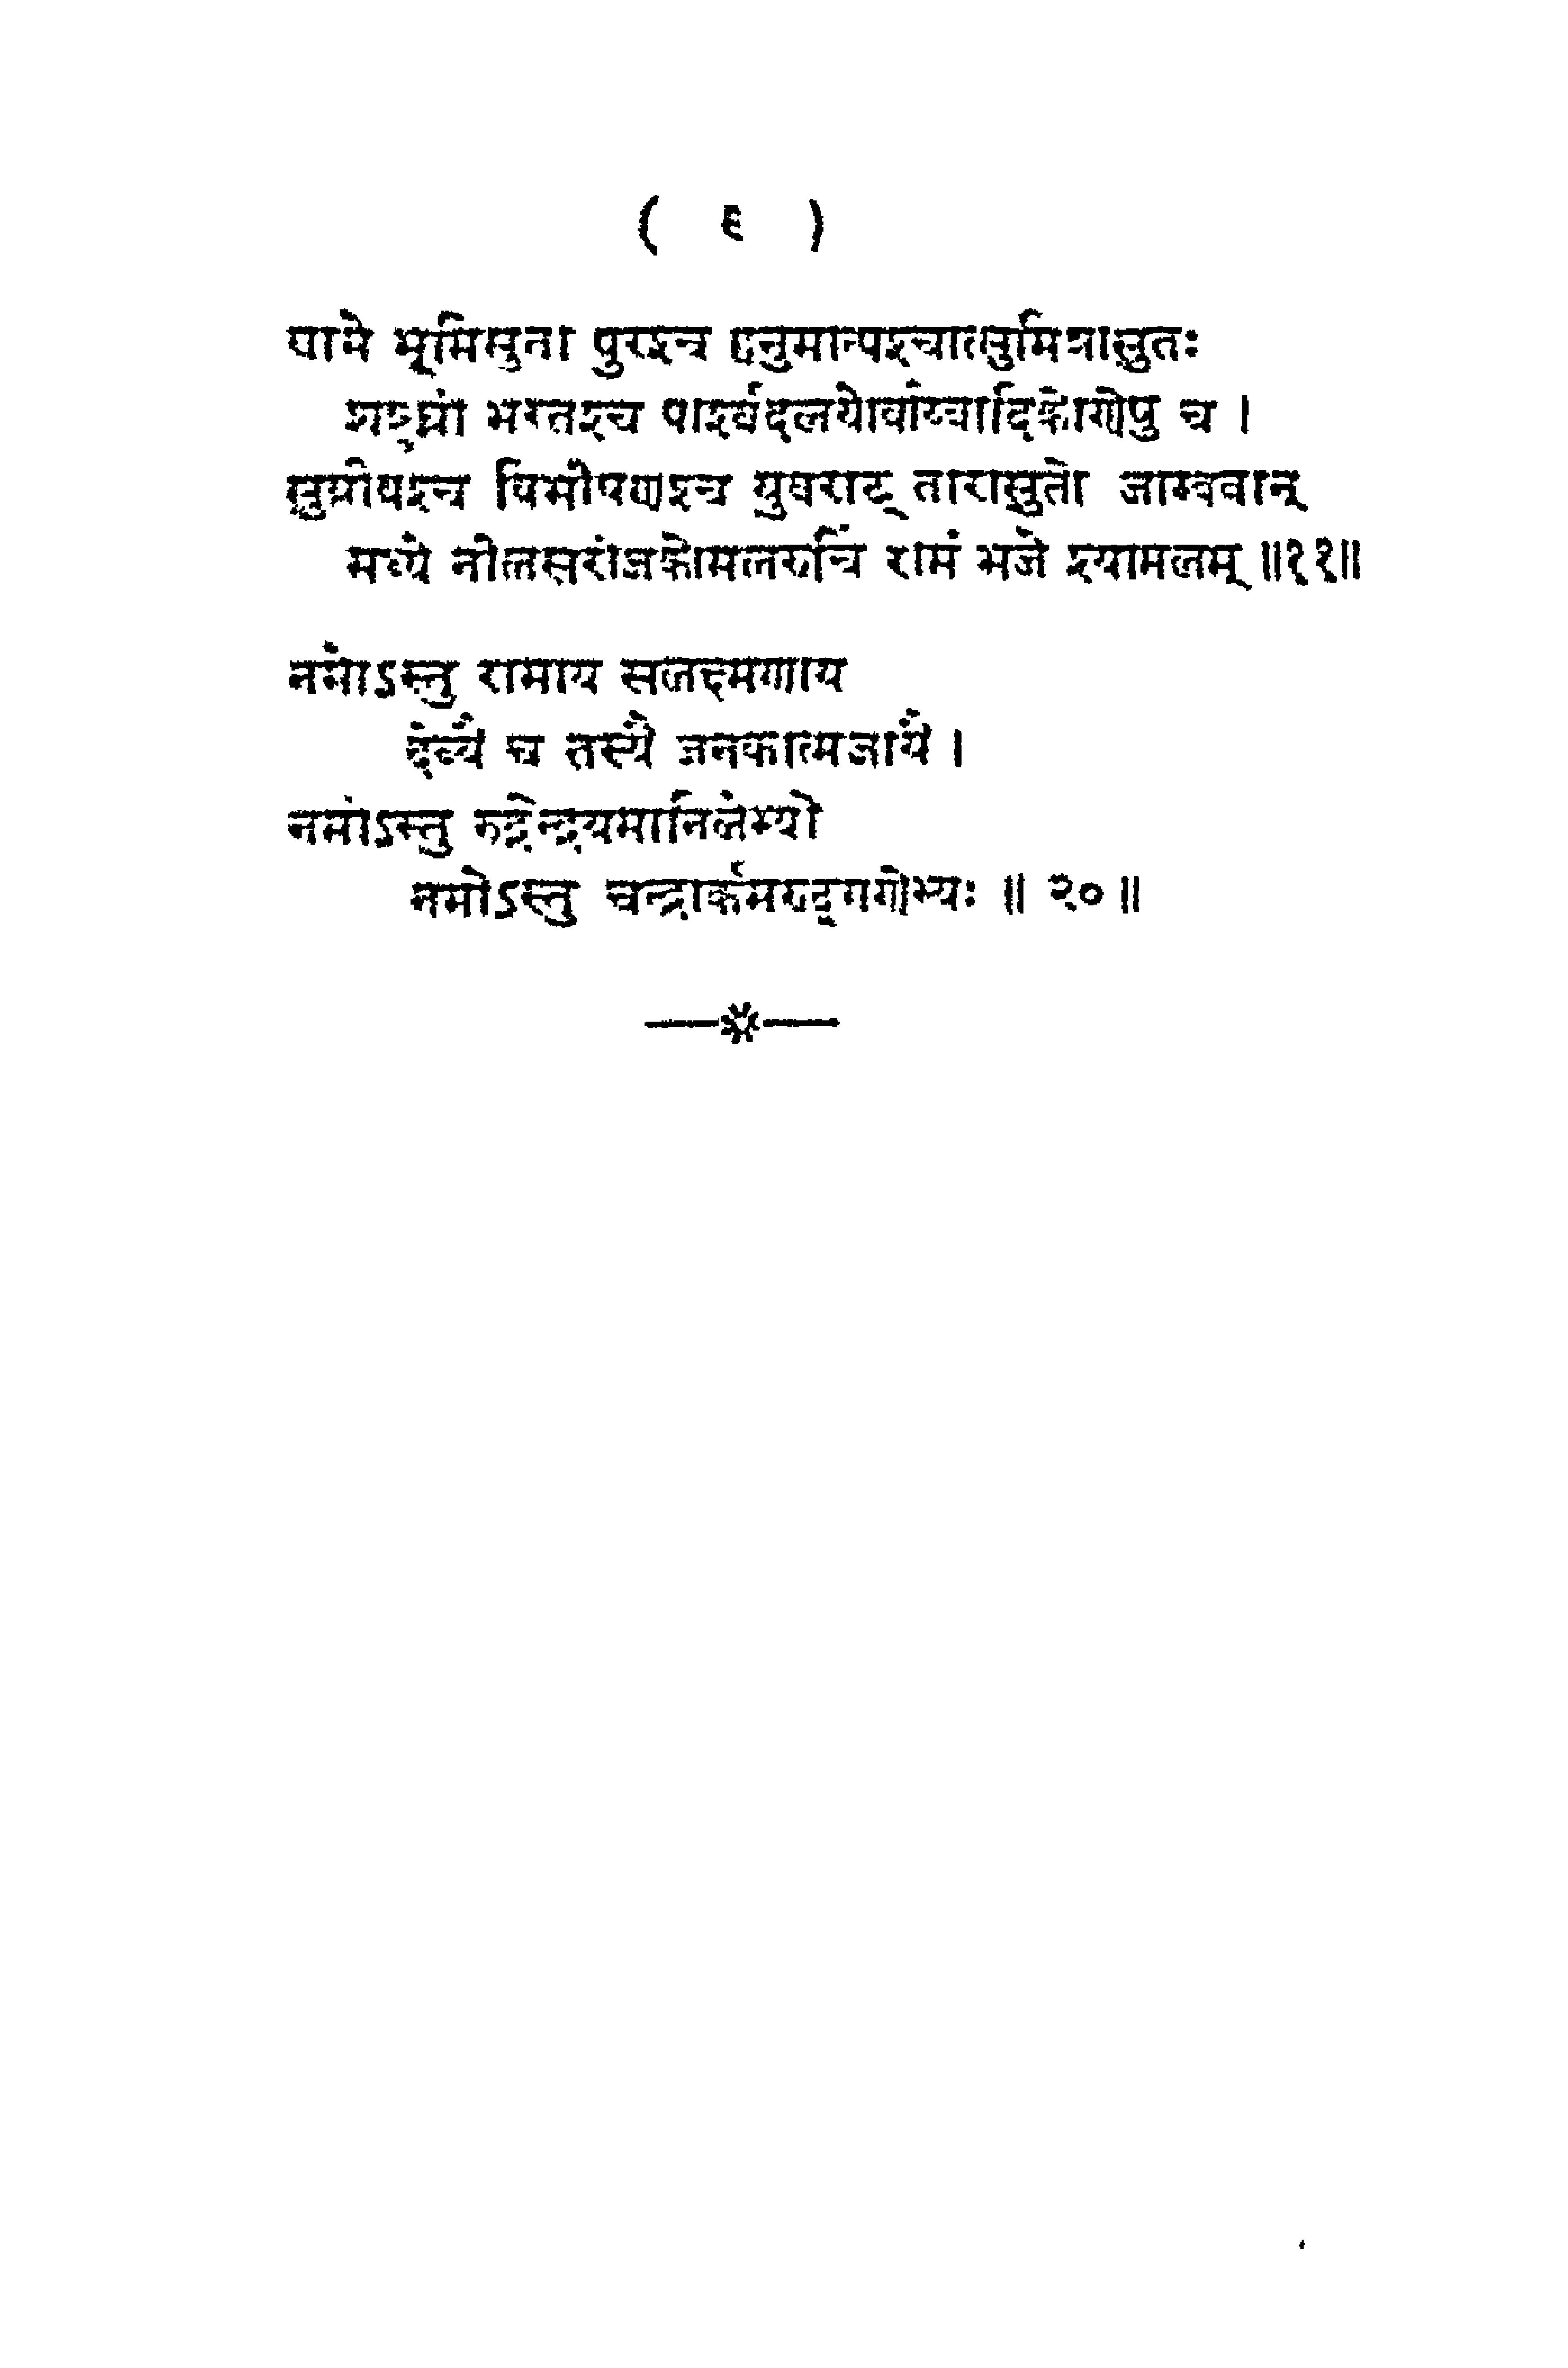 ( ६ )
वामे भूमिसुता पुरश्च हनुमान्पश्चात्सुमित्रासुतः
शत्रुघ्नो भरतश्च पार्श्वदलयोर्वाय्वादिकोणेषु च ।
सुग्रीवश्च विभीषणश्च युवराट् तारासुतो जाम्बवान्
मध्ये नीलसरोजकोमलरुचिं रामं भजे श्यामलम् ॥१९॥
नमोऽस्तु रामाय सलक्ष्मणाय
देव्यै च तस्यै जनकात्मजायै ।
नमोऽस्तु रुद्रेन्द्रयमानिलेभ्यो
नमोऽस्तु चन्द्रार्कमरुद्गणेभ्यः ॥ २० ॥